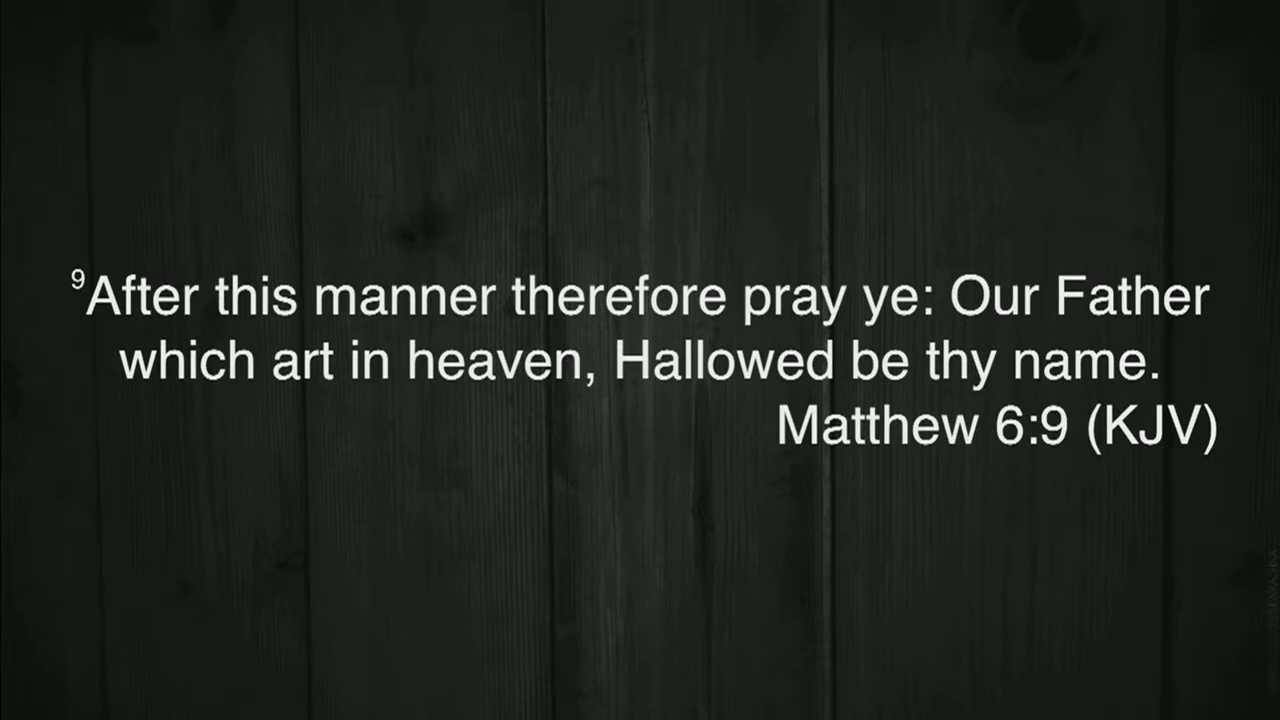 ⁹After this manner therefore pray ye: Our Father
which art in heaven, Hallowed be thy name.
Matthew 6:9 (KJV)